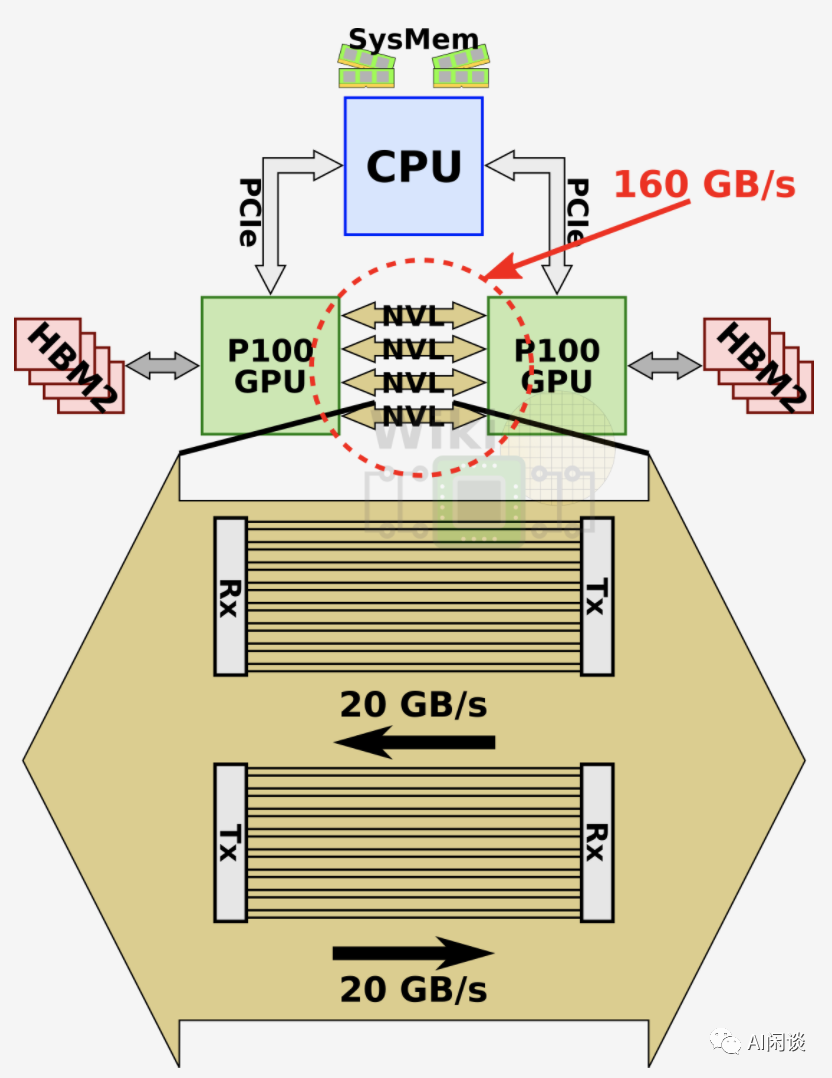 SysMem
CPU
PCIe
PCIe
160 GB/s
HBM2
P100
GPU
NVL
NVL
NVL
NVL
P100
GPU
HBM2
Wiki
Rx
Tx
20 GB/s
Tx
Rx
20 GB/s
AI闲谈